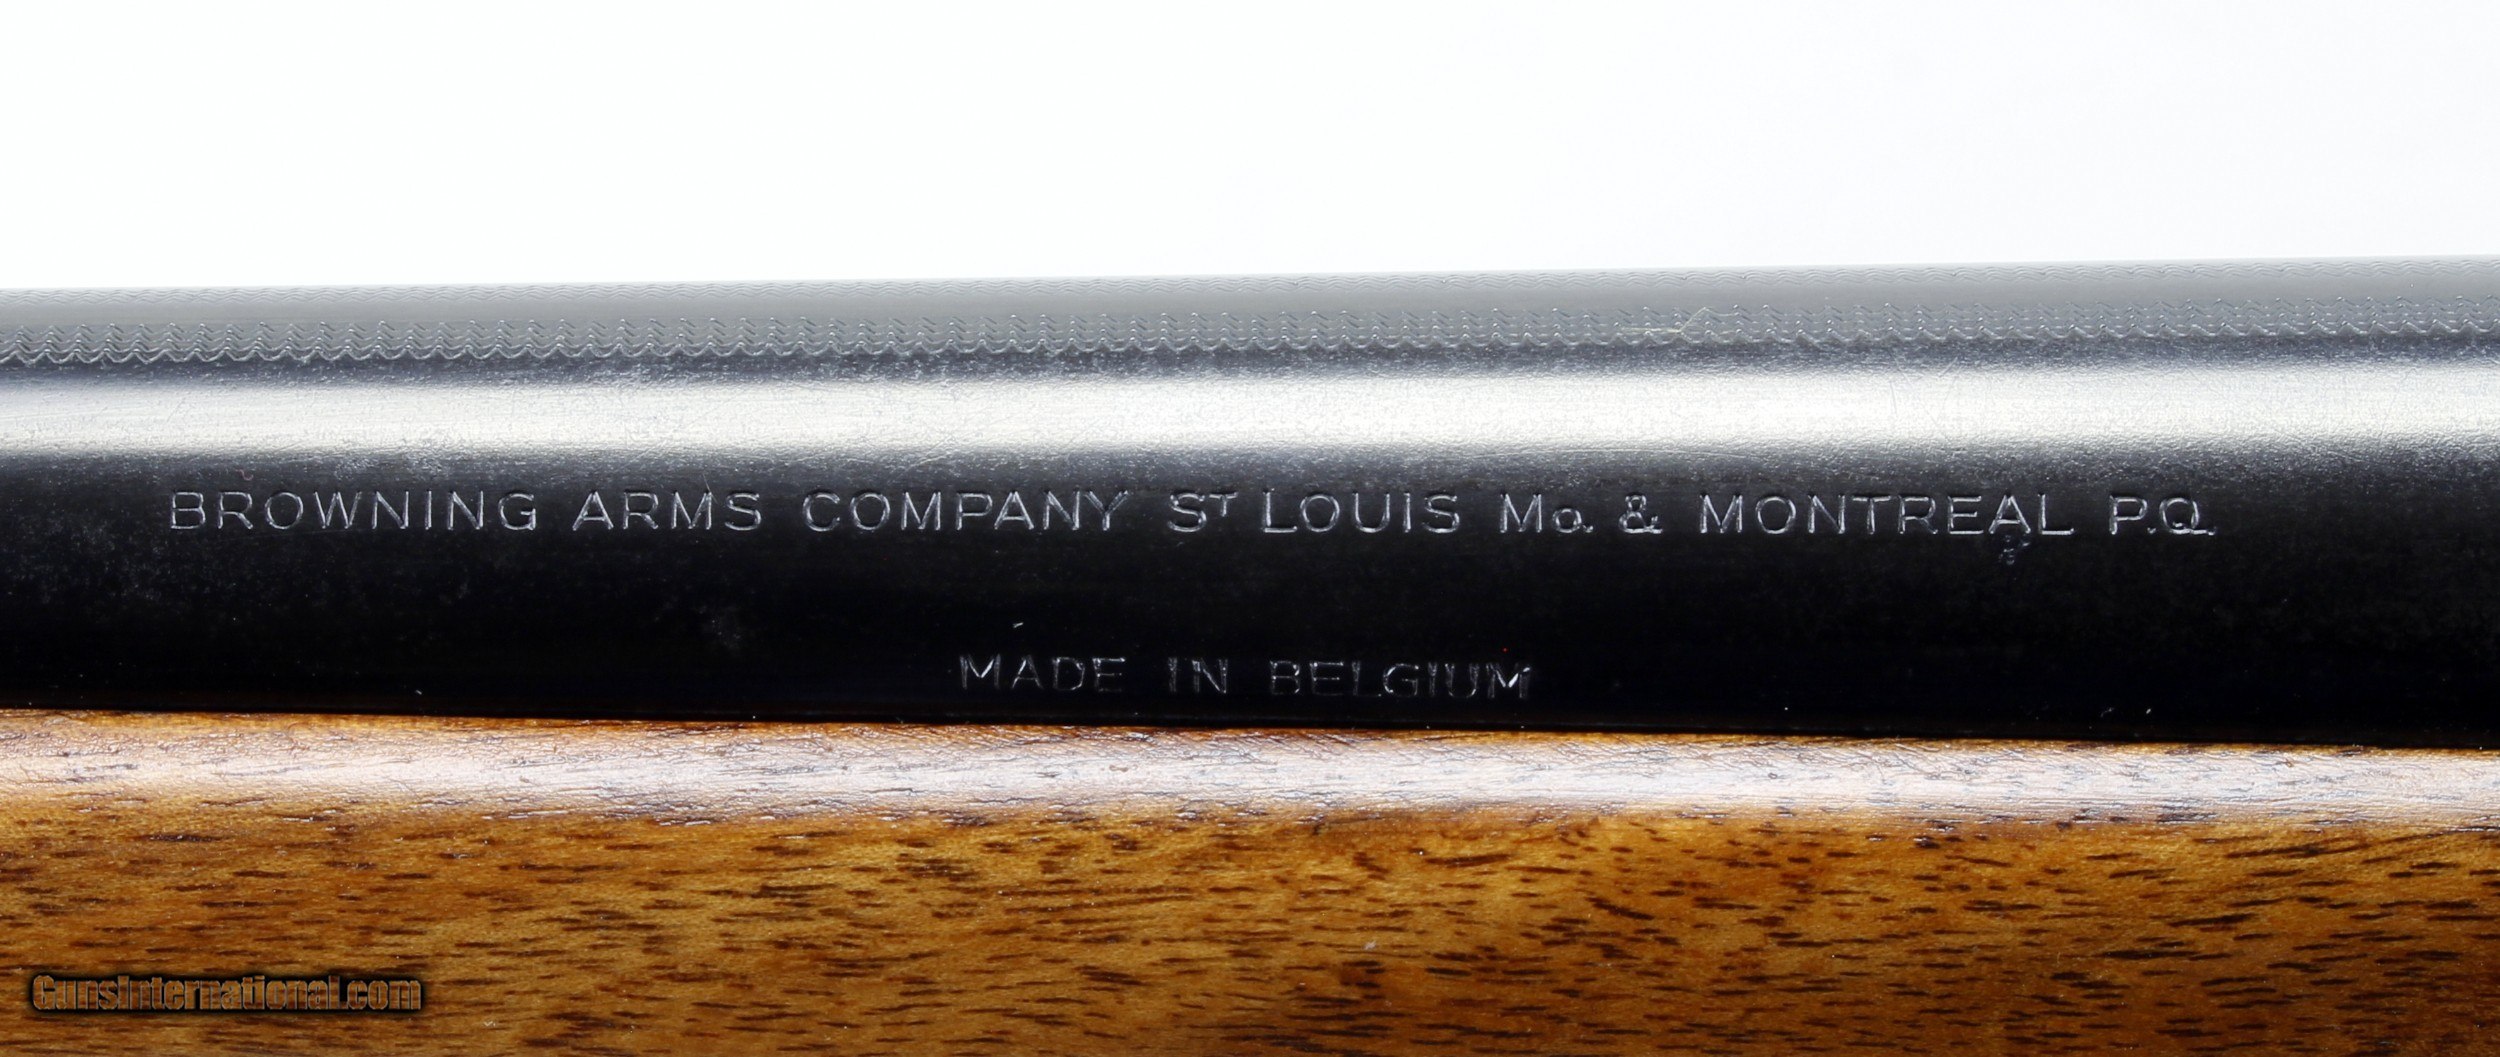 BROWNING ARMS COMPANY ST LOUIS Mo. & MONTREAL P.Q.
MADE IN BELGIUM
GunsInternational.com